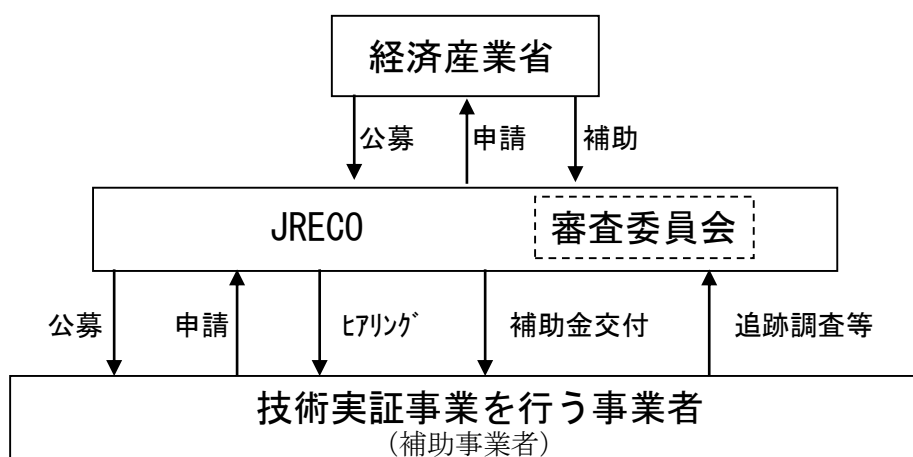 経済産業省
公募 申請 補助
JRECO 審査委員会
公募 申請 ﾋｱﾘﾝｸﾞ 補助金交付 追跡調査等
技術実証事業を行う事業者
（補助事業者）